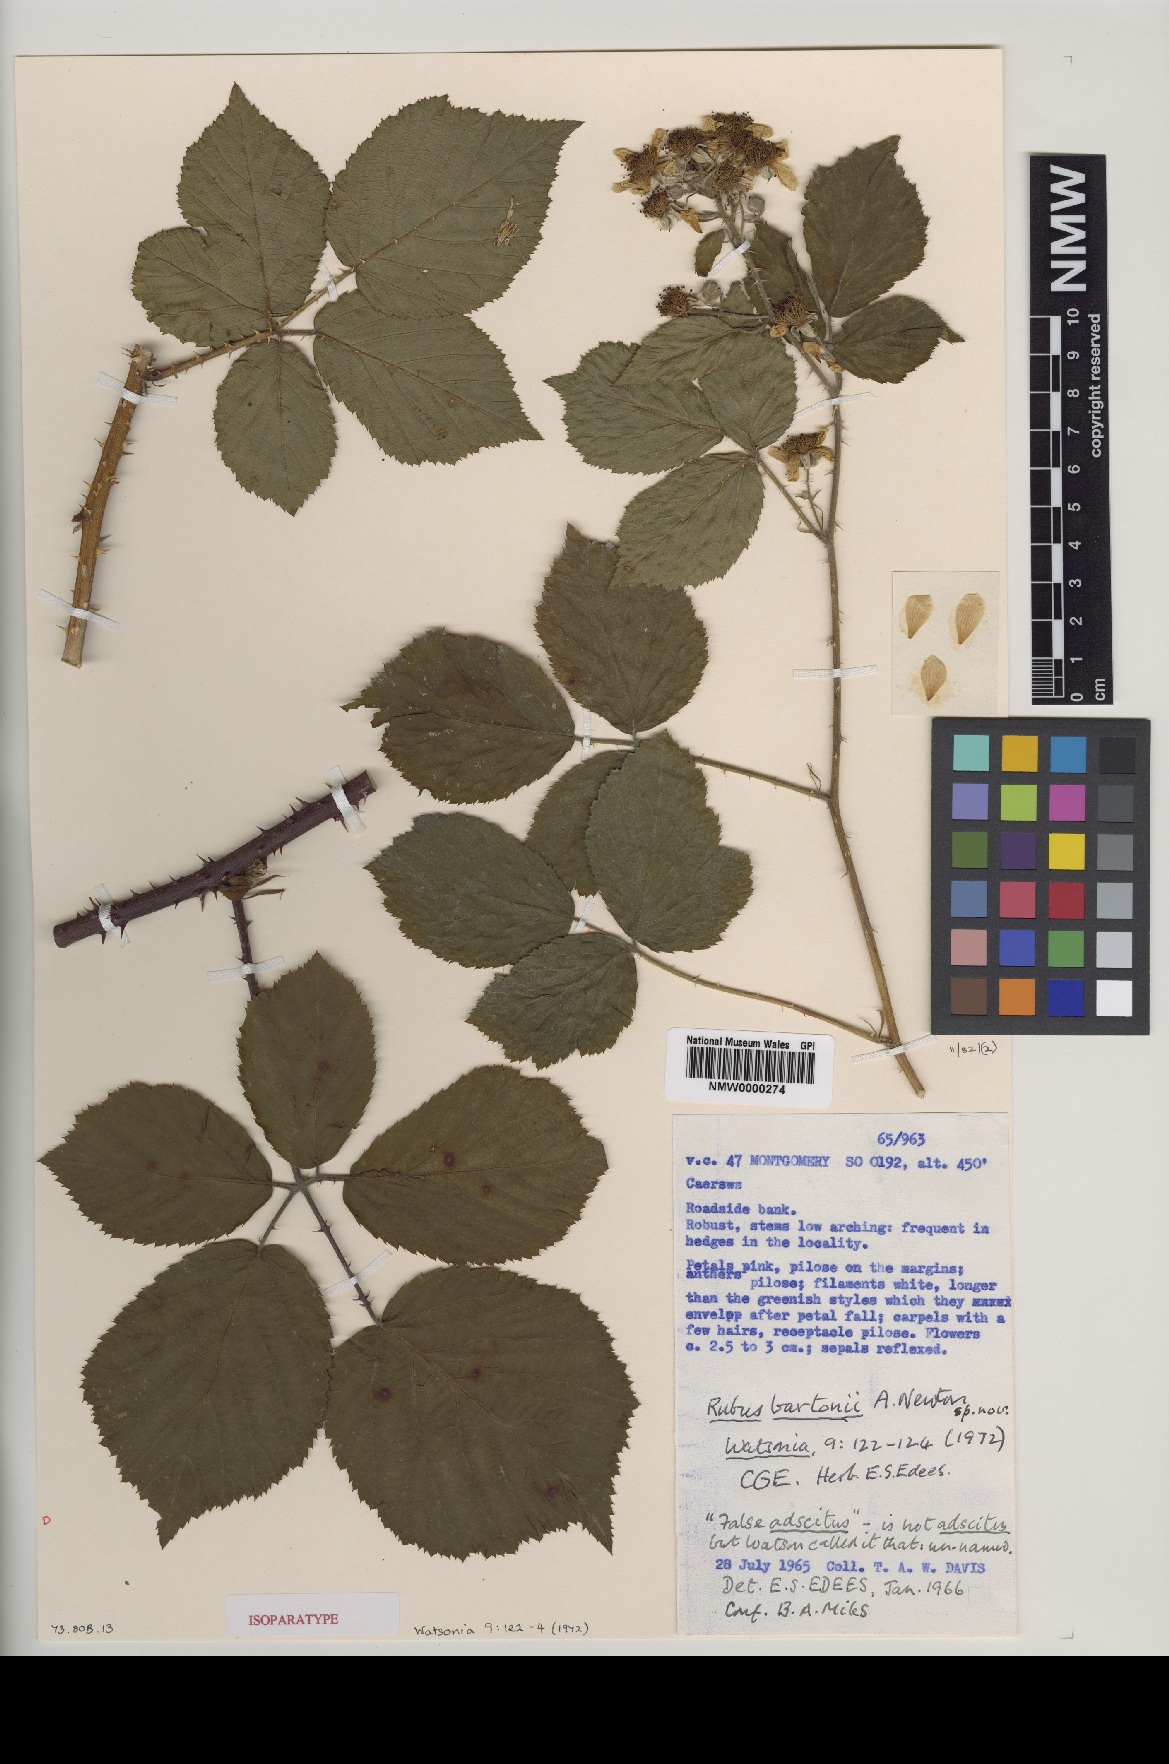 NMW
copyright reserved
10
9
8
7
6
5
4
3
2
1
0
cm
11/82 1(2)
National Museum Wales GPI
NMW0000274
65/963
v.c. 47 MONTGOMERY SO 0192, alt. 450'
Caersws
Roadside bank.
Robust, stems low arching: frequent in
hedges in the locality.
Petals pink, pilose on the margins;
anthers pilose; filaments white, longer
than the greenish styles which they
envelop after petal fall; carpels with a
few hairs, receptacle pilose. Flowers
c. 2.5 to 3 cm.; sepals reflexed.
Rubus bartonii A. Newton
sp. nov.
Watsonia, 9: 122-124 (1972)
CGE. Herb. E.S. Edees.
"False adscitus" - is not adscitus
but Watson called it that: un-named.
28 July 1965 Coll. T. A. W. DAVIS
Det. E.S. EDEES, Jan. 1966
Conf. B.A. Miles
D
73.80B.13
ISOPARATYPE
Watsonia 9: 122-4 (1972)